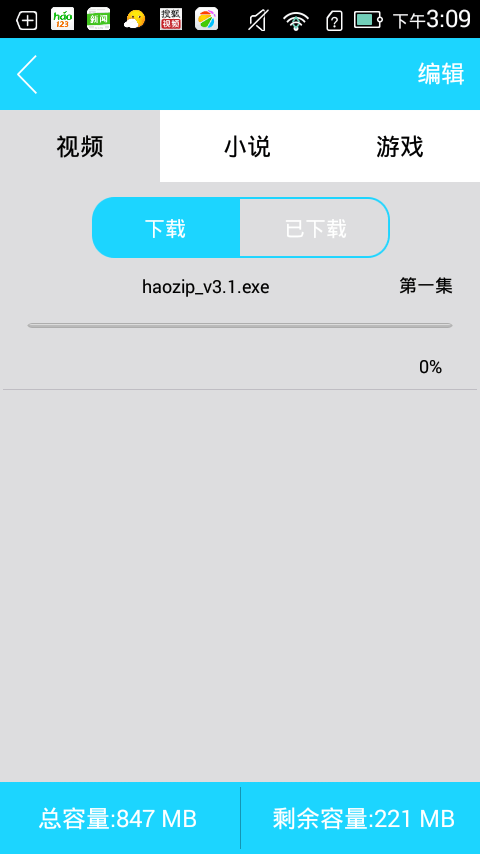 hao
123
新闻
搜狐
视频
下午3:09
编辑
视频 小说 游戏
下载 已下载
haozip_v3.1.exe 第一集
0%
总容量:847 MB 剩余容量:221 MB